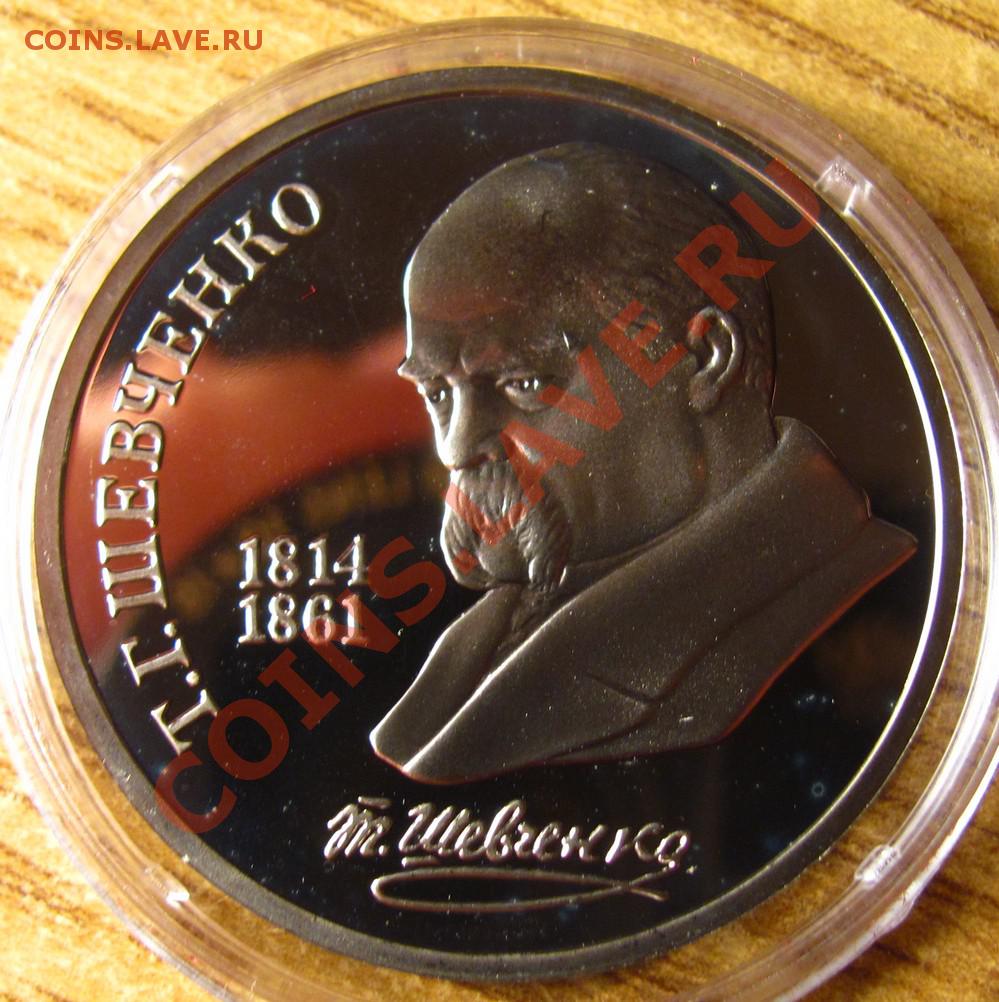 COINS.LAVE.RU
Т.Г. ШЕВЧЕНКО
1814
1861
Т. Шевченко
COINS.LAVE.RU